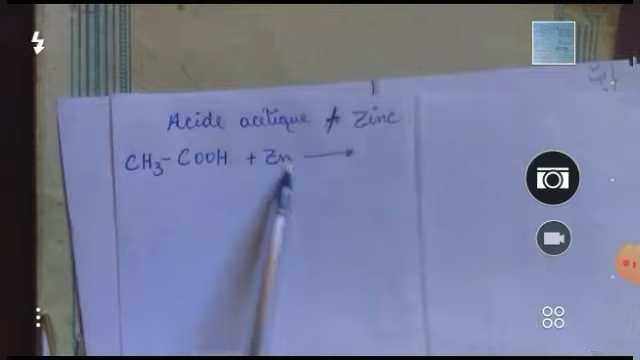 Acide acétique + Zinc
CH₃-COOH + Zn ⟶